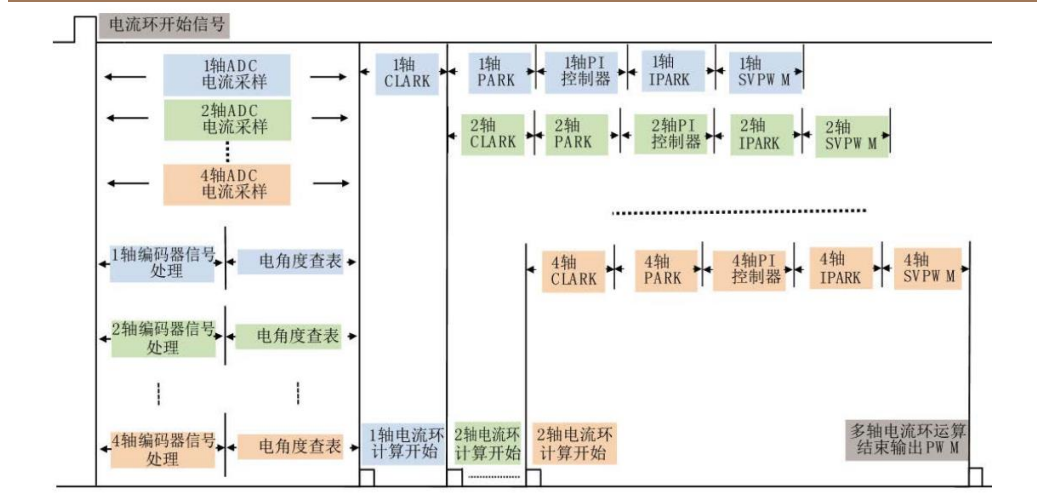 电流环开始信号
1轴ADC
电流采样
2轴ADC
电流采样
4轴ADC
电流采样
1轴
CLARK
1轴
PARK
1轴PI
控制器
1轴
IPARK
1轴
SVPWM
2轴
CLARK
2轴
PARK
2轴PI
控制器
2轴
IPARK
2轴
SVPWM
4轴
CLARK
4轴
PARK
4轴PI
控制器
4轴
IPARK
4轴
SVPWM
1轴编码器信号
处理
电角度查表
2轴编码器信号
处理
电角度查表
4轴编码器信号
处理
电角度查表
1轴电流环
计算开始
2轴电流环
计算开始
2轴电流环
计算开始
多轴电流环运算
结束输出PWM